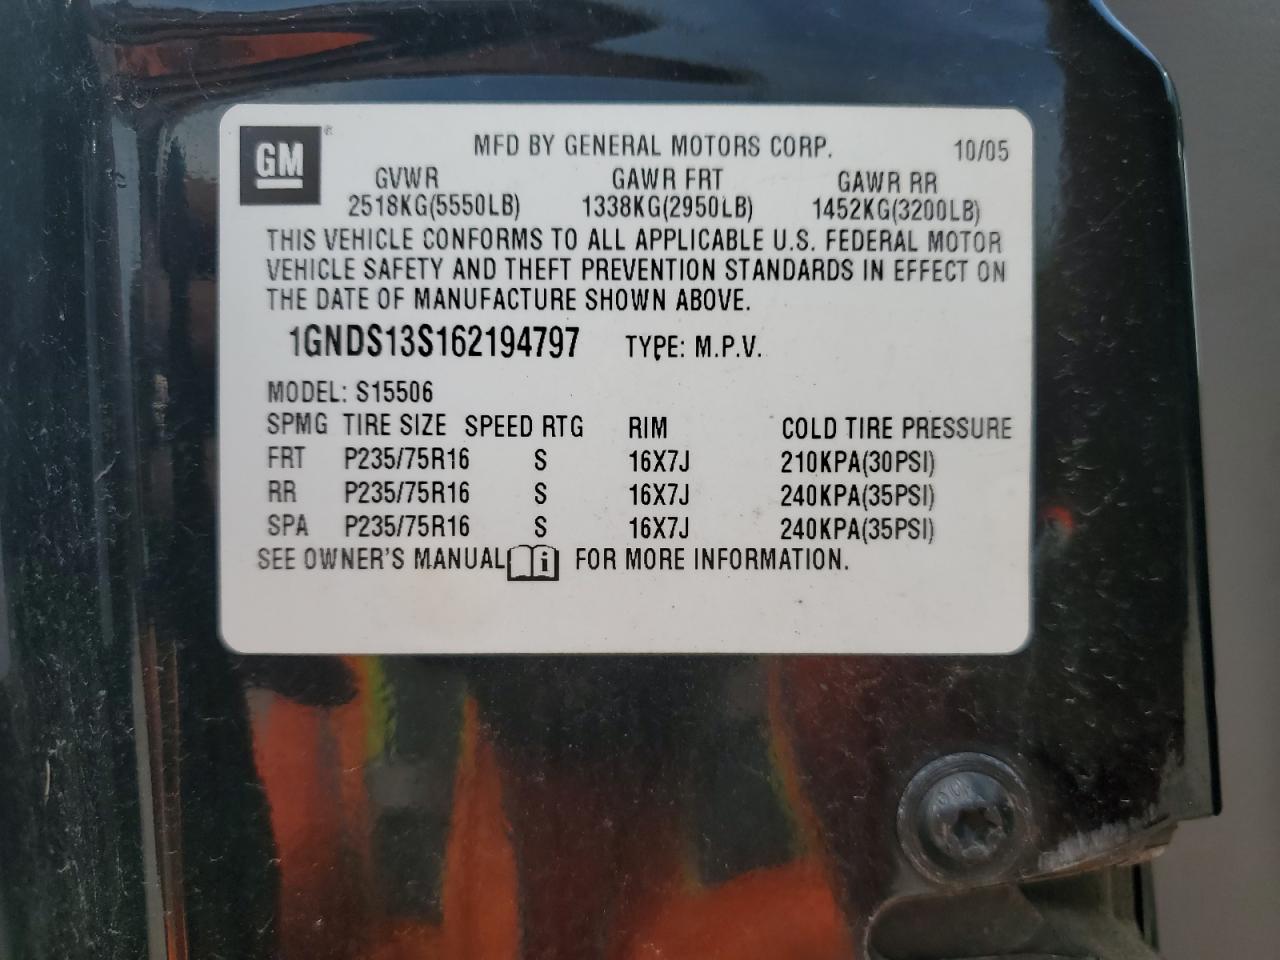 GM ®
MFD BY GENERAL MOTORS CORP. 10/05
GVWR GAWR FRT GAWR RR
2518KG(5550LB) 1338KG(2950LB) 1452KG(3200LB)
THIS VEHICLE CONFORMS TO ALL APPLICABLE U.S. FEDERAL MOTOR
VEHICLE SAFETY AND THEFT PREVENTION STANDARDS IN EFFECT ON
THE DATE OF MANUFACTURE SHOWN ABOVE.
1GNDS13S162194797 TYPE: M.P.V.
MODEL: S15506
SPMG TIRE SIZE SPEED RTG RIM COLD TIRE PRESSURE
FRT P235/75R16 S 16X7J 210KPA(30PSI)
RR P235/75R16 S 16X7J 240KPA(35PSI)
SPA P235/75R16 S 16X7J 240KPA(35PSI)
SEE OWNER'S MANUAL i FOR MORE INFORMATION.